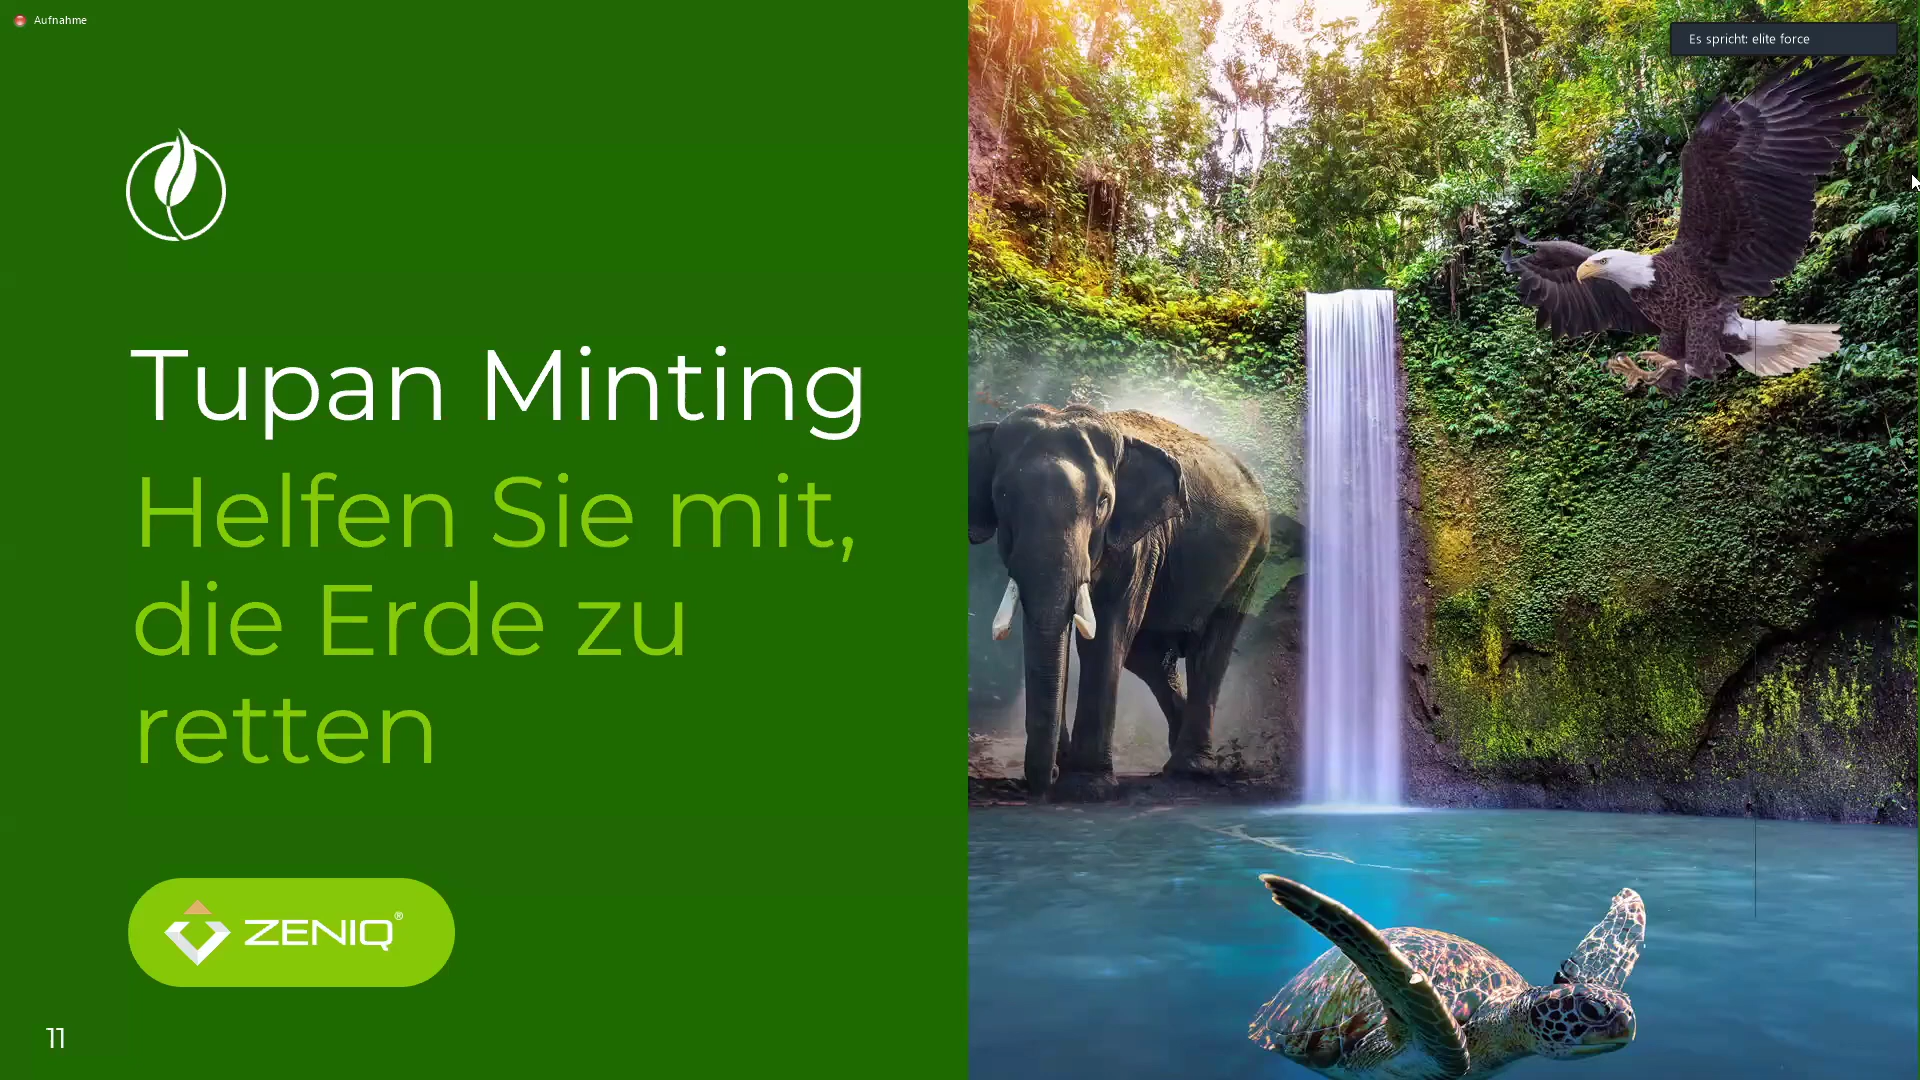 Aufnahme
Es spricht: elite force
Tupan Minting
Helfen Sie mit,
die Erde zu
retten
ZENIQ®
11